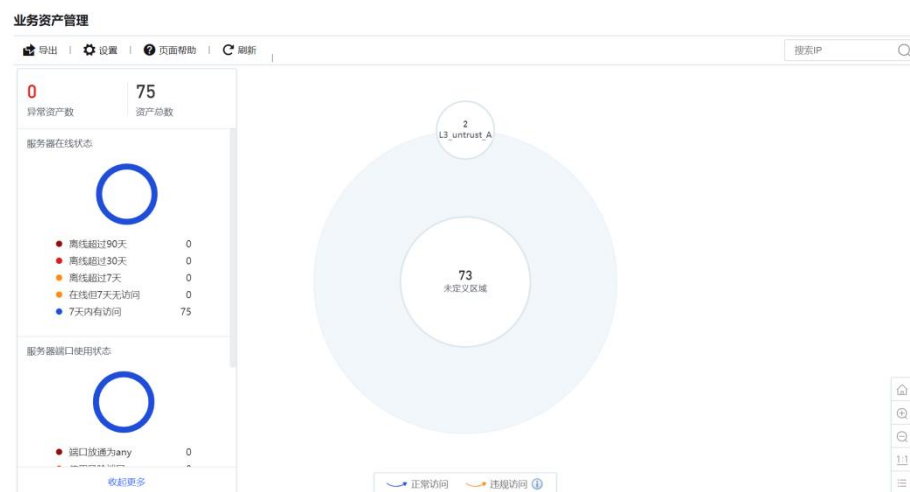 业务资产管理
导出 设置 页面帮助 刷新 搜索IP
0 75
异常资产数 资产总数
服务器在线状态
离线超过90天 0
离线超过30天 0
离线超过7天 0
在线但7天无访问 0
7天内有访问 75
服务器端口使用状态
端口放通为any 0
收起更多
2
L3_untrust_A
73
未定义区域
正常访问 违规访问
1:1